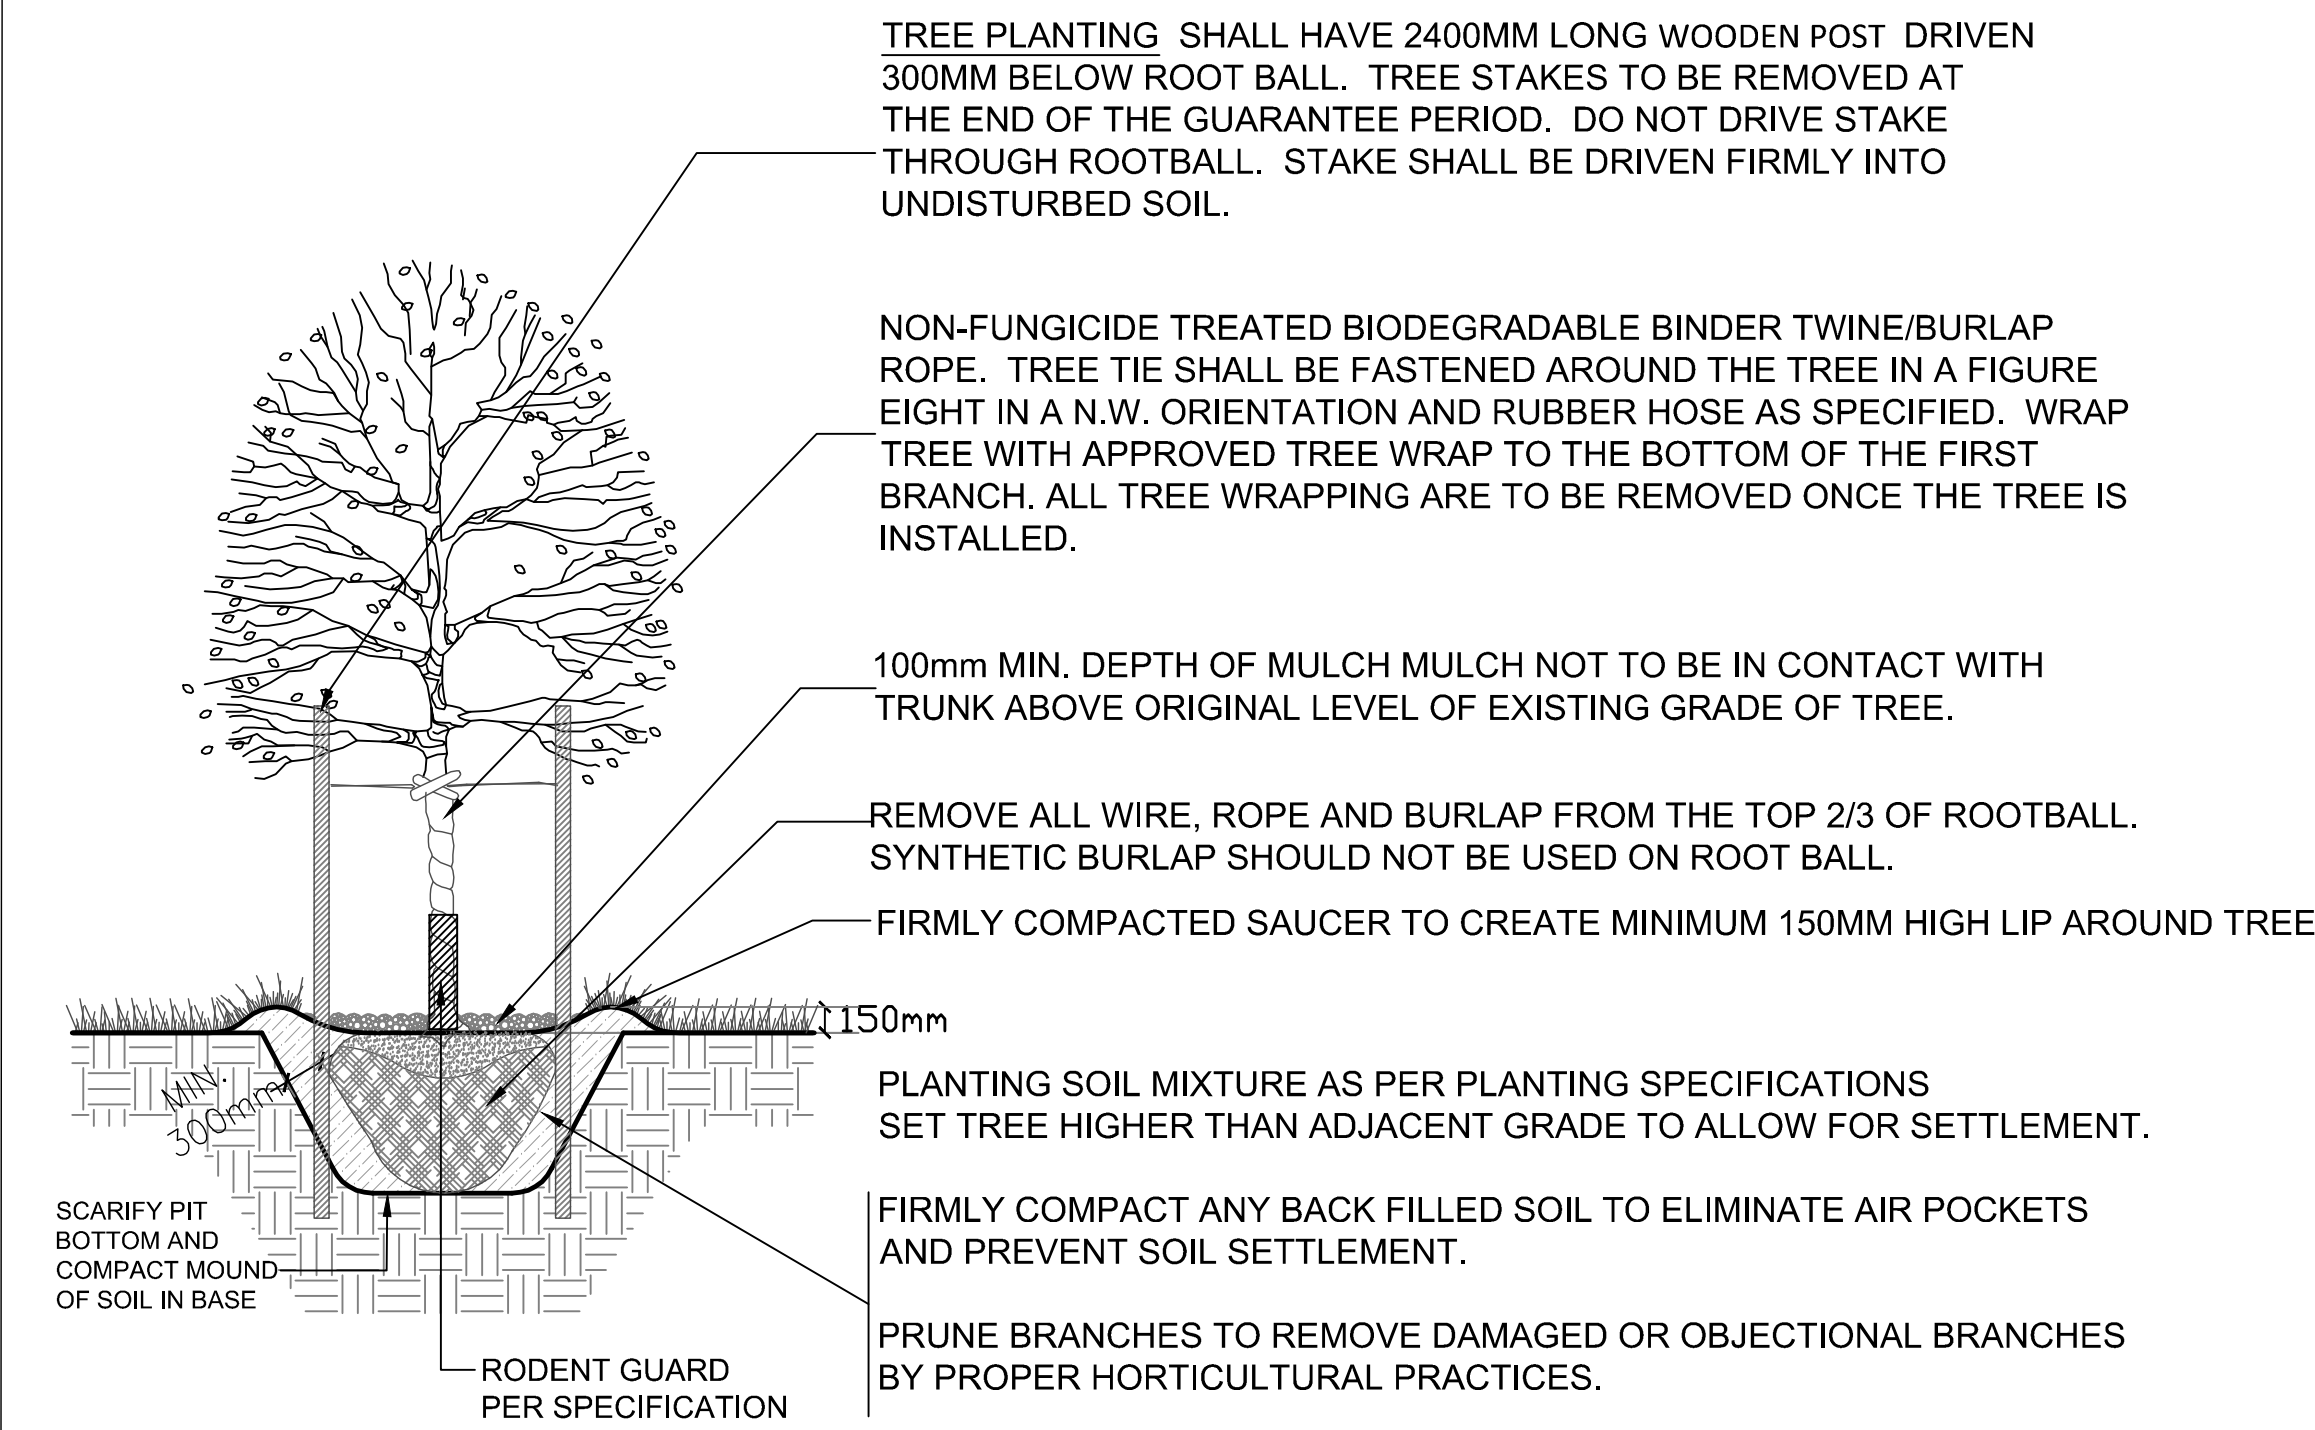 TREE PLANTING SHALL HAVE 2400MM LONG WOODEN POST DRIVEN
300MM BELOW ROOT BALL. TREE STAKES TO BE REMOVED AT
THE END OF THE GUARANTEE PERIOD. DO NOT DRIVE STAKE
THROUGH ROOTBALL. STAKE SHALL BE DRIVEN FIRMLY INTO
UNDISTURBED SOIL.
NON-FUNGICIDE TREATED BIODEGRADABLE BINDER TWINE/BURLAP
ROPE. TREE TIE SHALL BE FASTENED AROUND THE TREE IN A FIGURE
EIGHT IN A N.W. ORIENTATION AND RUBBER HOSE AS SPECIFIED. WRAP
TREE WITH APPROVED TREE WRAP TO THE BOTTOM OF THE FIRST
BRANCH. ALL TREE WRAPPING ARE TO BE REMOVED ONCE THE TREE IS
INSTALLED.
100mm MIN. DEPTH OF MULCH MULCH NOT TO BE IN CONTACT WITH
TRUNK ABOVE ORIGINAL LEVEL OF EXISTING GRADE OF TREE.
REMOVE ALL WIRE, ROPE AND BURLAP FROM THE TOP 2/3 OF ROOTBALL.
SYNTHETIC BURLAP SHOULD NOT BE USED ON ROOT BALL.
FIRMLY COMPACTED SAUCER TO CREATE MINIMUM 150MM HIGH LIP AROUND TREE
150mm
PLANTING SOIL MIXTURE AS PER PLANTING SPECIFICATIONS
SET TREE HIGHER THAN ADJACENT GRADE TO ALLOW FOR SETTLEMENT.
MIN.
300mm
FIRMLY COMPACT ANY BACK FILLED SOIL TO ELIMINATE AIR POCKETS
AND PREVENT SOIL SETTLEMENT.
SCARIFY PIT
BOTTOM AND
COMPACT MOUND
OF SOIL IN BASE
PRUNE BRANCHES TO REMOVE DAMAGED OR OBJECTIONAL BRANCHES
BY PROPER HORTICULTURAL PRACTICES.
RODENT GUARD
PER SPECIFICATION